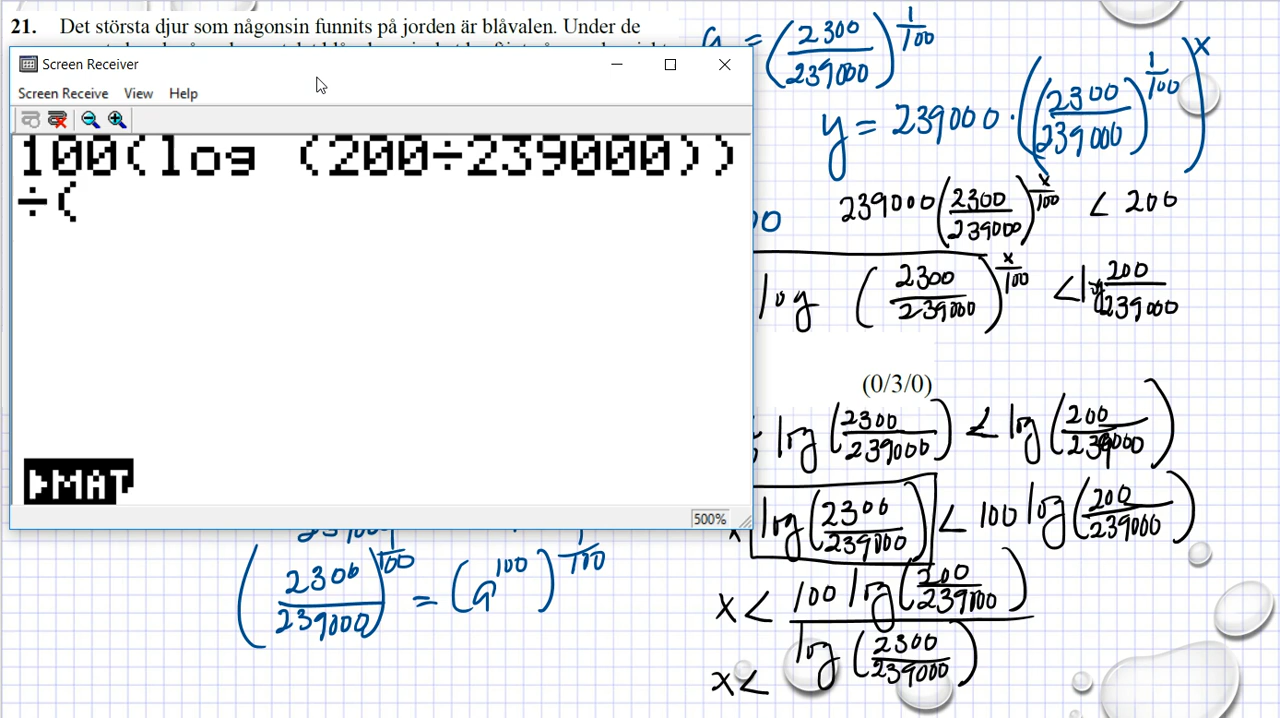 21. Det största djur som någonsin funnits på jorden är blåvalen. Under de
Screen Receiver
Screen Receive View Help
100(log (200÷239000))
÷(
▶MAT
500%
= (2300/239000)^(1/100)
y = 239000 · ((2300/239000)^(1/100))^x
239000(2300/239000)^(x/100) < 200
log (2300/239000)^(x/100) < log 200/239000
(0/3/0)
log(2300/239000) < log(200/239000)
log(2300/239000) < 100 log(200/239000)
x < 100 log(200/239000) / log(2300/239000)
x <
(2300/239000)^(1/100) = (a^100)^(1/100)